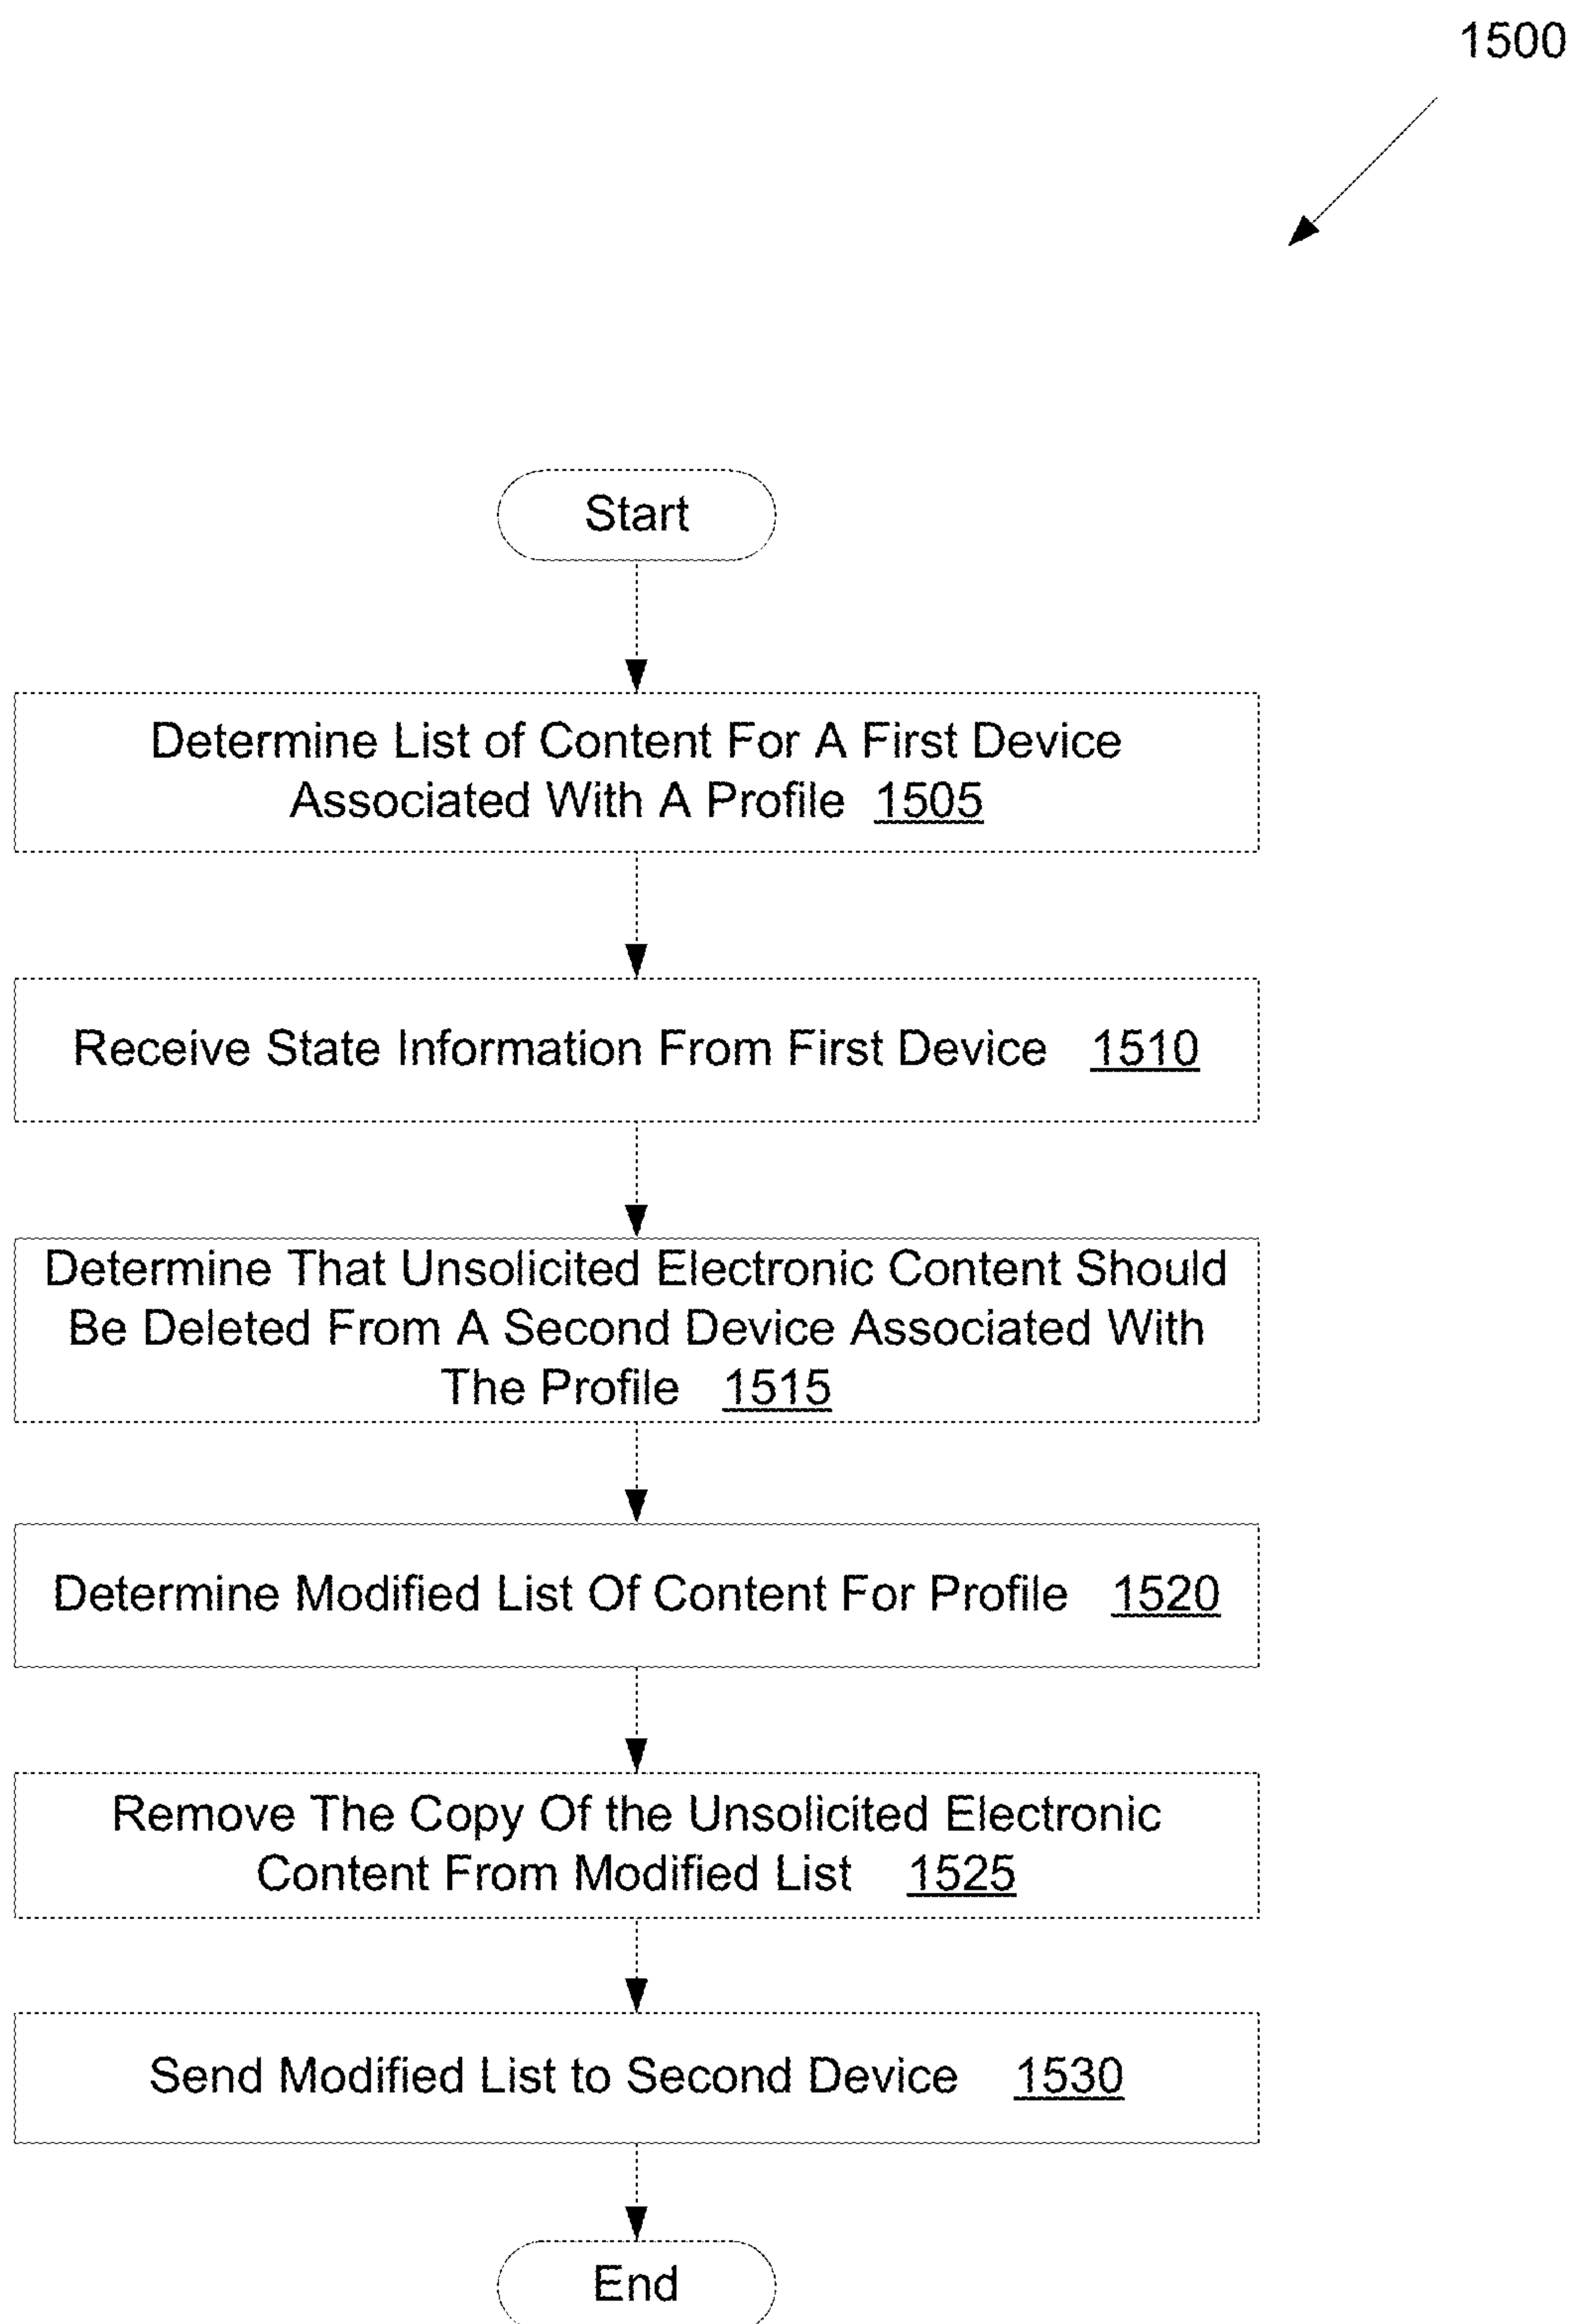 1500
Start
Determine List of Content For A First Device
Associated With A Profile 1505
Receive State Information From First Device 1510
Determine That Unsolicited Electronic Content Should
Be Deleted From A Second Device Associated With
The Profile 1515
Determine Modified List Of Content For Profile 1520
Remove The Copy Of the Unsolicited Electronic
Content From Modified List 1525
Send Modified List to Second Device 1530
End